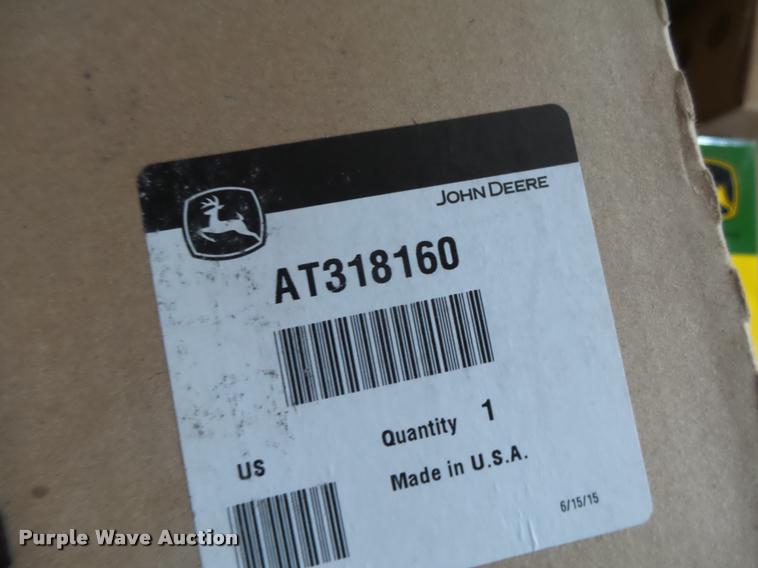 JOHN DEERE
AT318160
Quantity 1
US
Made in U.S.A.
6/15/15
Purple Wave Auction